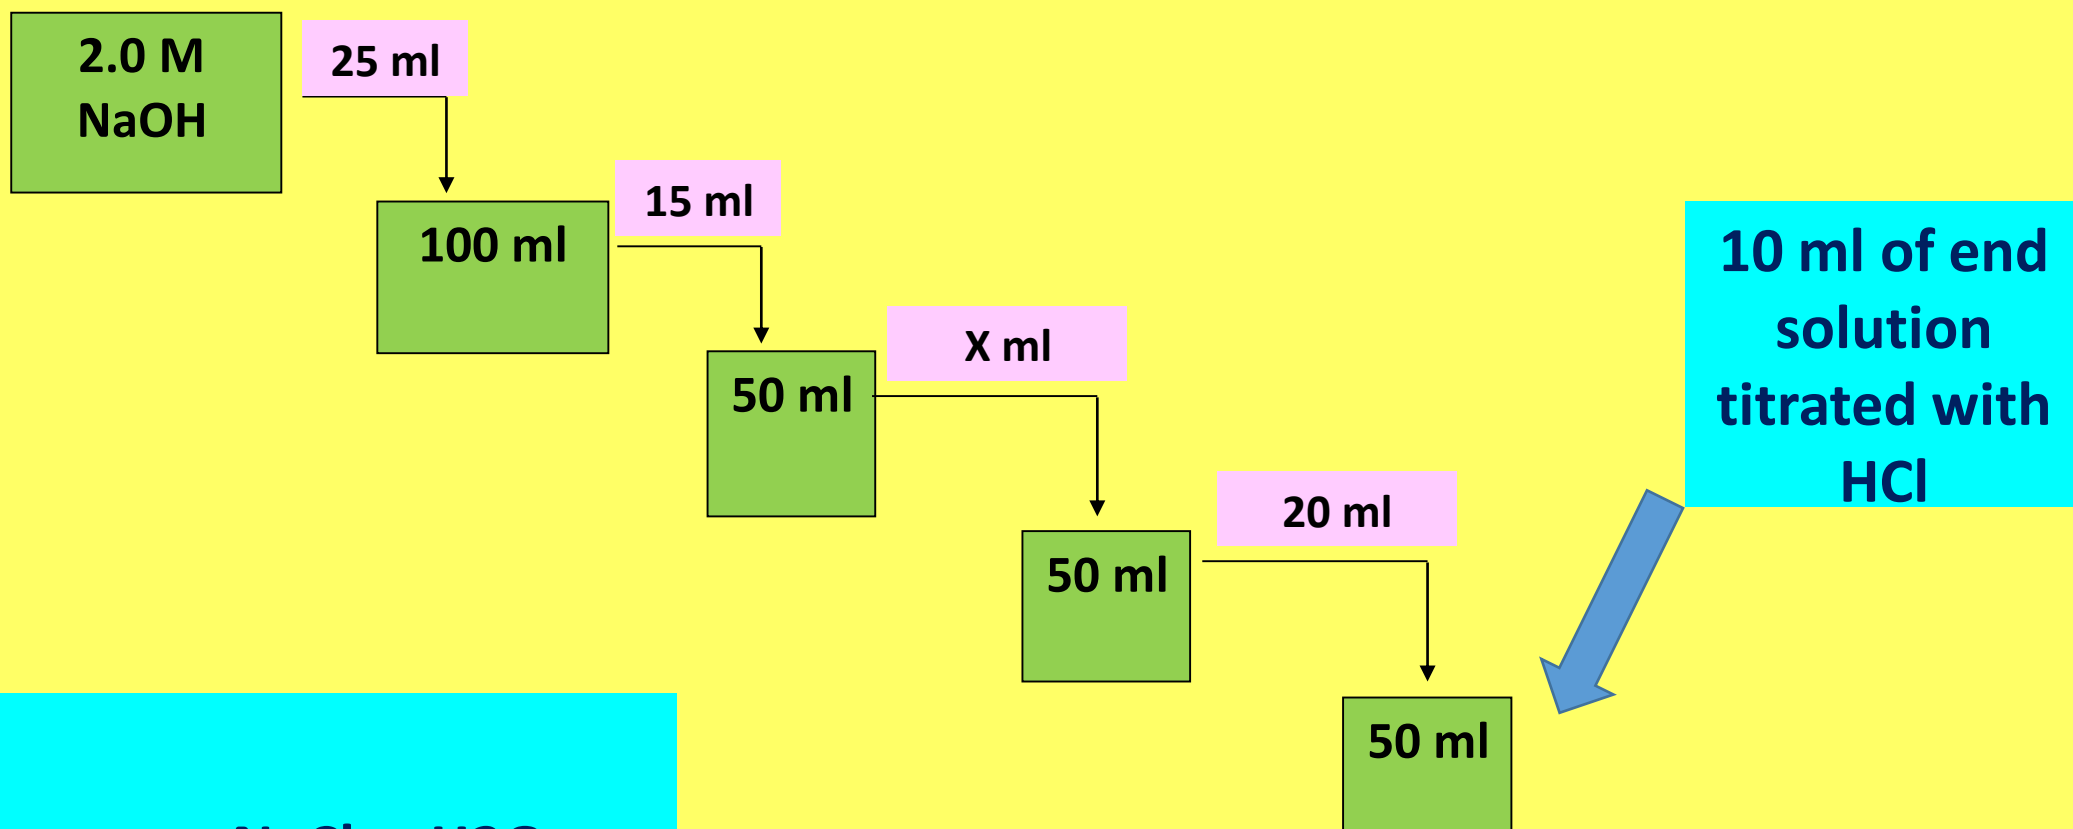 2.0 M
NaOH
25 ml
100 ml
15 ml
50 ml
X ml
50 ml
20 ml
50 ml
10 ml of end
solution
titrated with
HCl